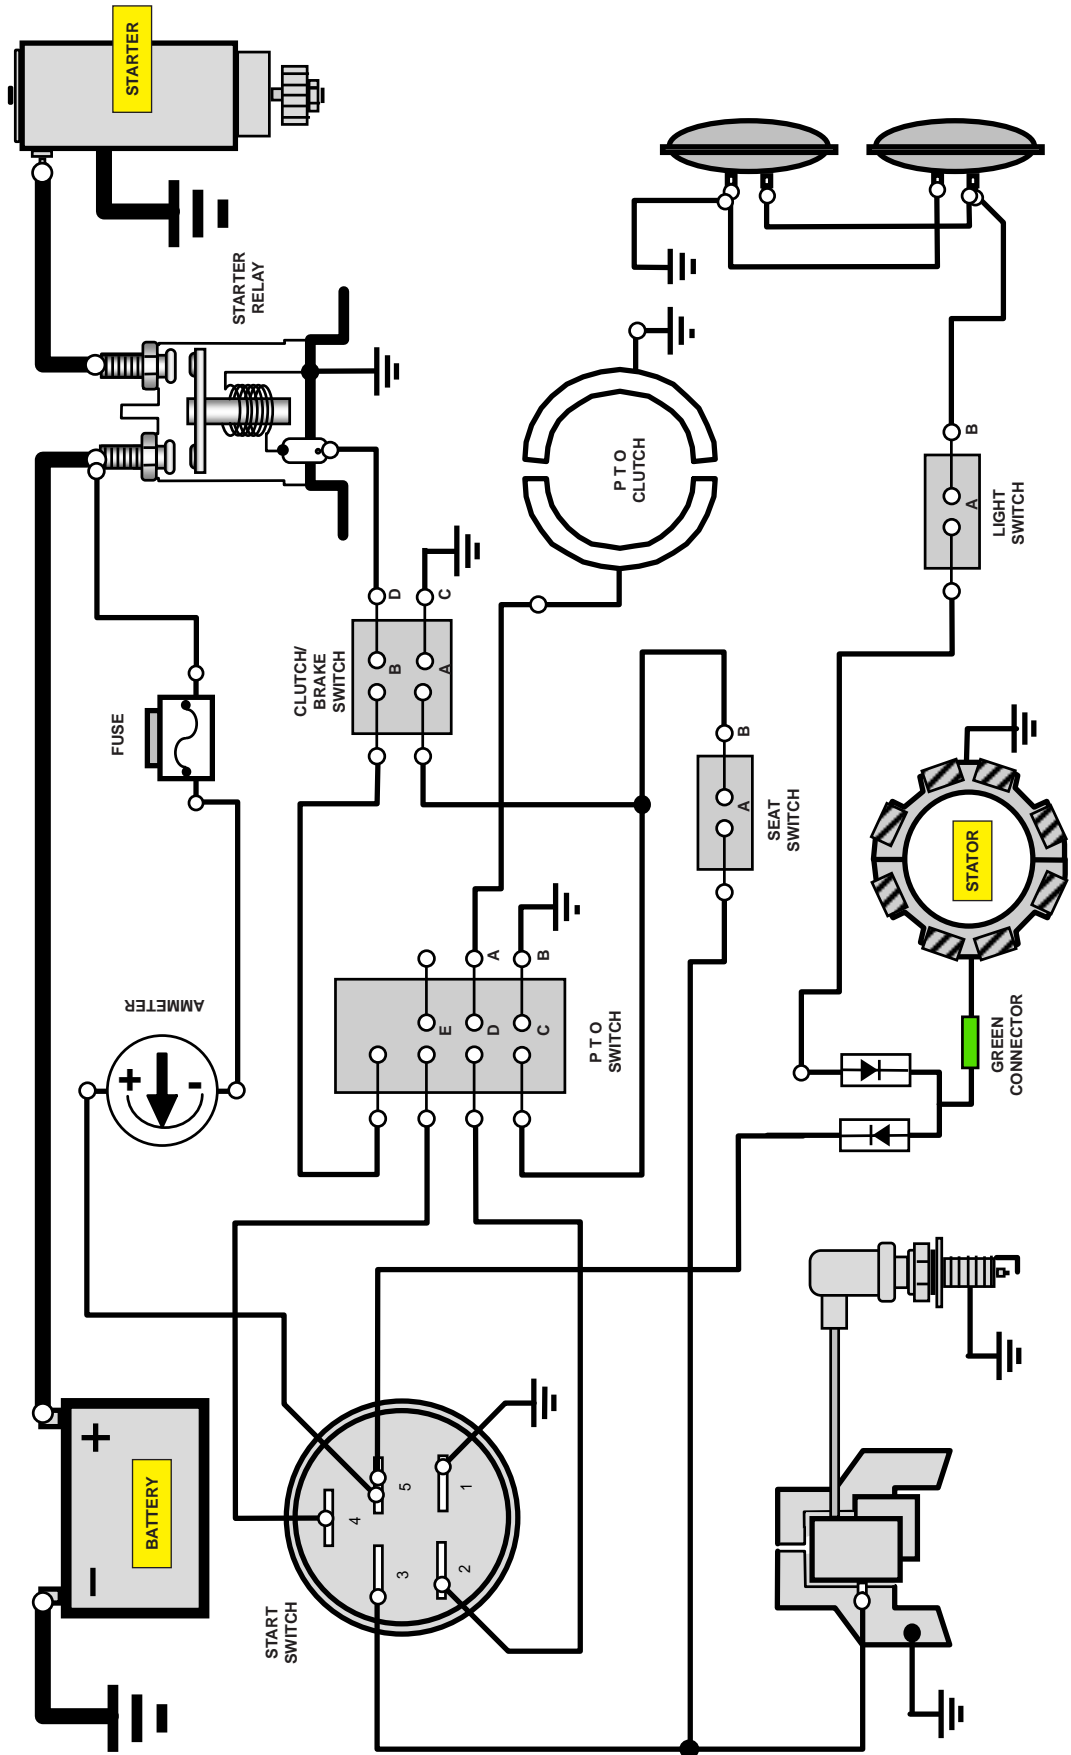 STARTER
STARTER
RELAY
FUSE
CLUTCH/
BRAKE
SWITCH
D
C
B
A
P T O
CLUTCH
B
A
LIGHT
SWITCH
B
A
SEAT
SWITCH
AMMETER
+
-
A
B
E
D
C
P T O
SWITCH
STATOR
GREEN
CONNECTOR
BATTERY
+
-
START
SWITCH
4
5
1
3
2